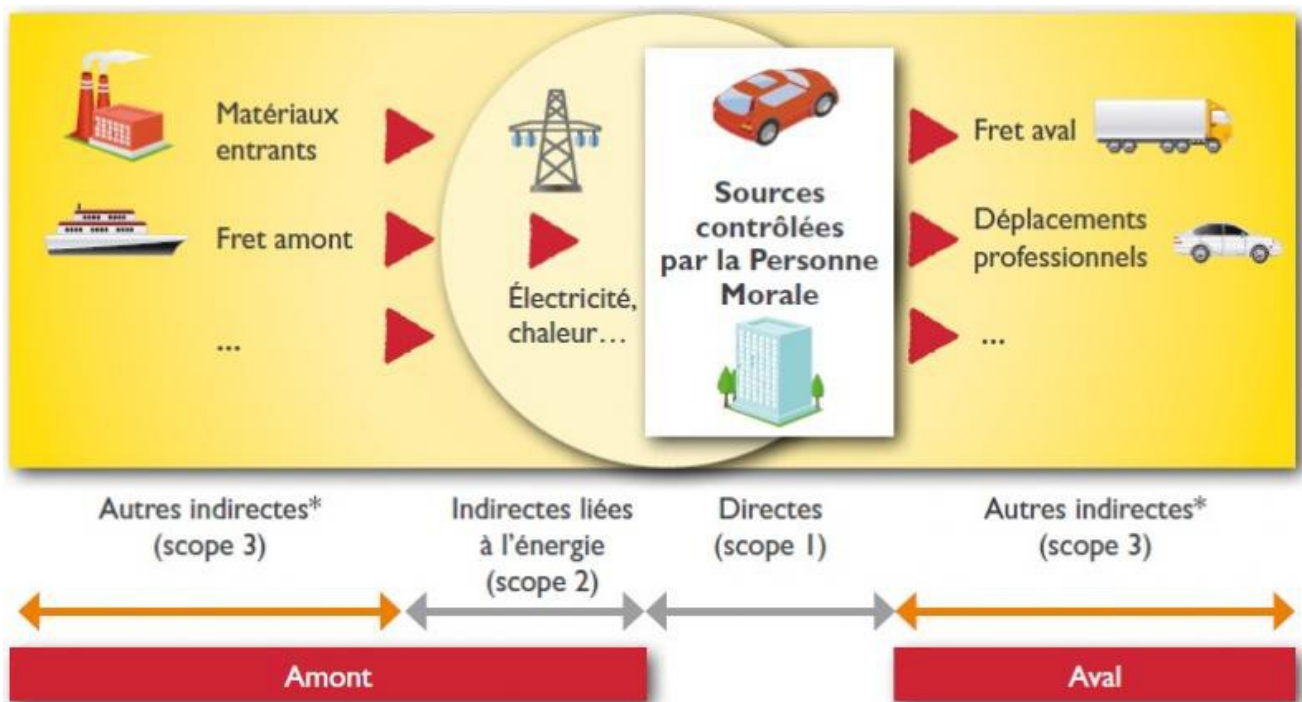 Matériaux
entrants
Fret amont
...
Électricité,
chaleur…
Sources
contrôlées
par la Personne
Morale
Fret aval
Déplacements
professionnels
...
Autres indirectes*
(scope 3)
Indirectes liées
à l’énergie
(scope 2)
Directes
(scope 1)
Autres indirectes*
(scope 3)
Amont
Aval